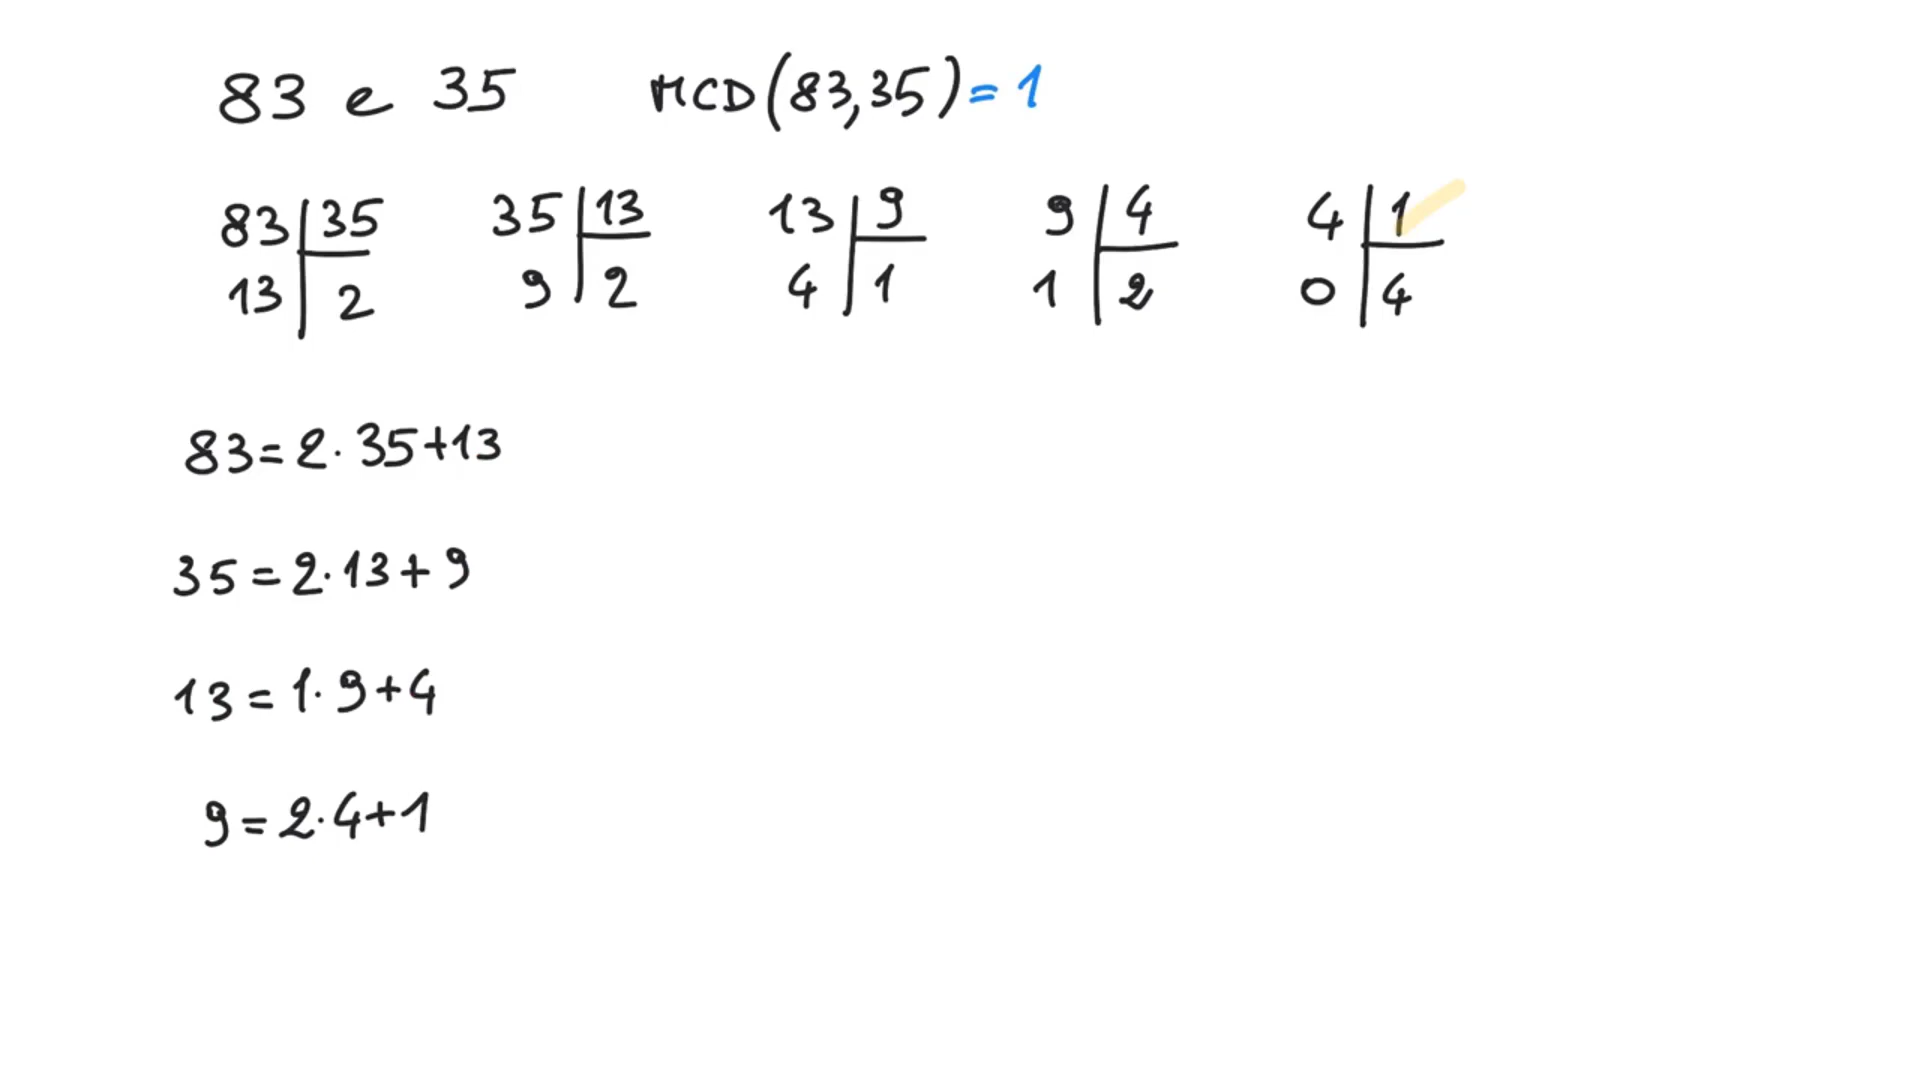 83 e 35 MCD(83,35)=1
83 35 35 13 13 9 9 4 4 1
13 2 9 2 4 1 1 2 0 4
83=2·35+13
35=2·13+9
13=1·9+4
9=2·4+1